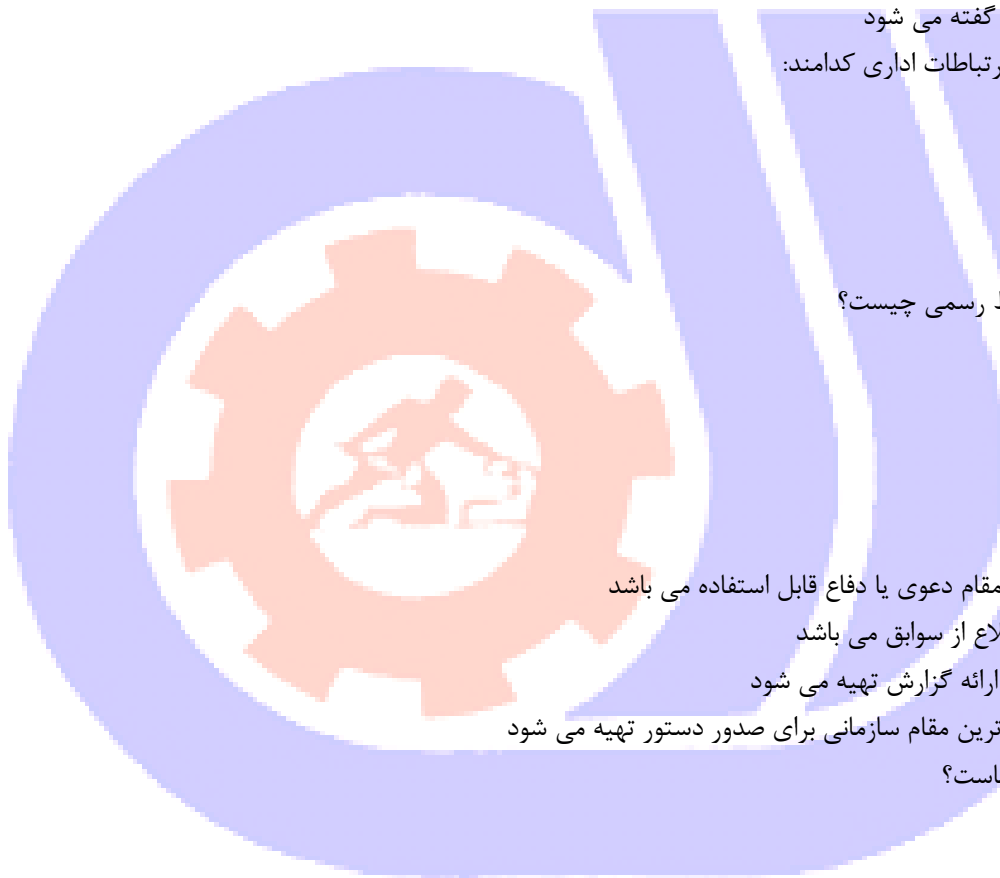 گفته می شود
رتباطات اداری کدامند:
رسمی چیست؟
مقام دعوی یا دفاع قابل استفاده می باشد
لاع از سوابق می باشد
ارائه گزارش تهیه می شود
ترین مقام سازمانی برای صدور دستور تهیه می شود
است؟